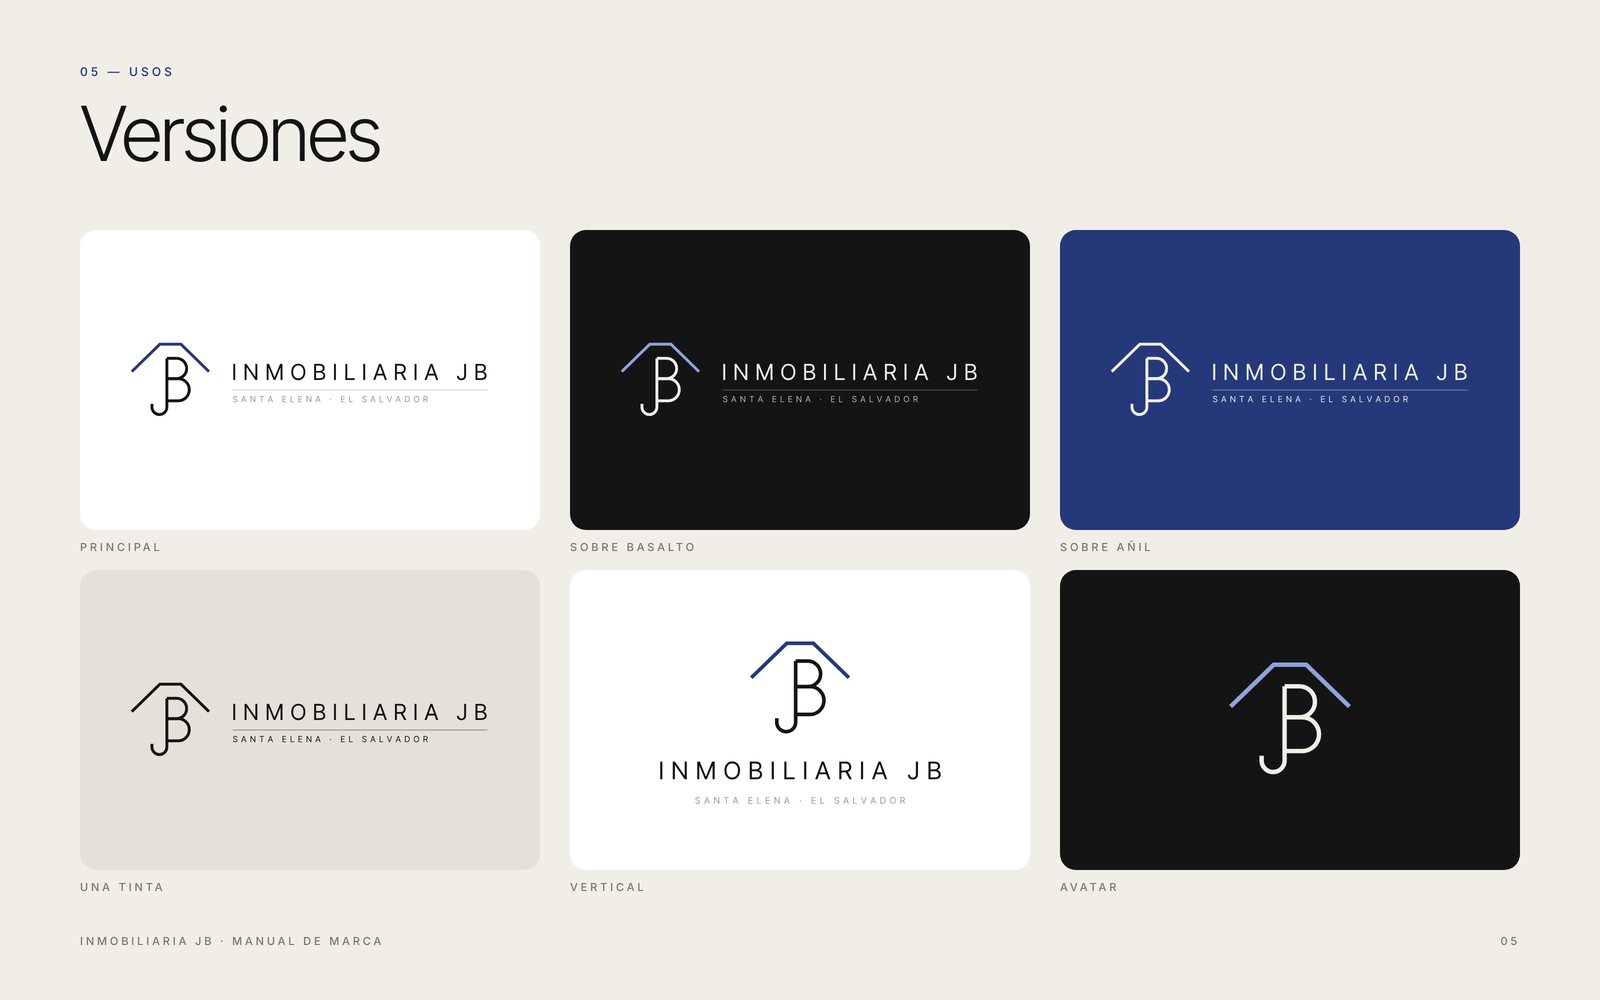 05 — USOS
Versiones
INMOBILIARIA JB
SANTA ELENA · EL SALVADOR
PRINCIPAL
INMOBILIARIA JB
SANTA ELENA · EL SALVADOR
SOBRE BASALTO
INMOBILIARIA JB
SANTA ELENA · EL SALVADOR
SOBRE AÑIL
INMOBILIARIA JB
SANTA ELENA · EL SALVADOR
UNA TINTA
JB
INMOBILIARIA JB
SANTA ELENA · EL SALVADOR
VERTICAL
JB
AVATAR
INMOBILIARIA JB · MANUAL DE MARCA
05